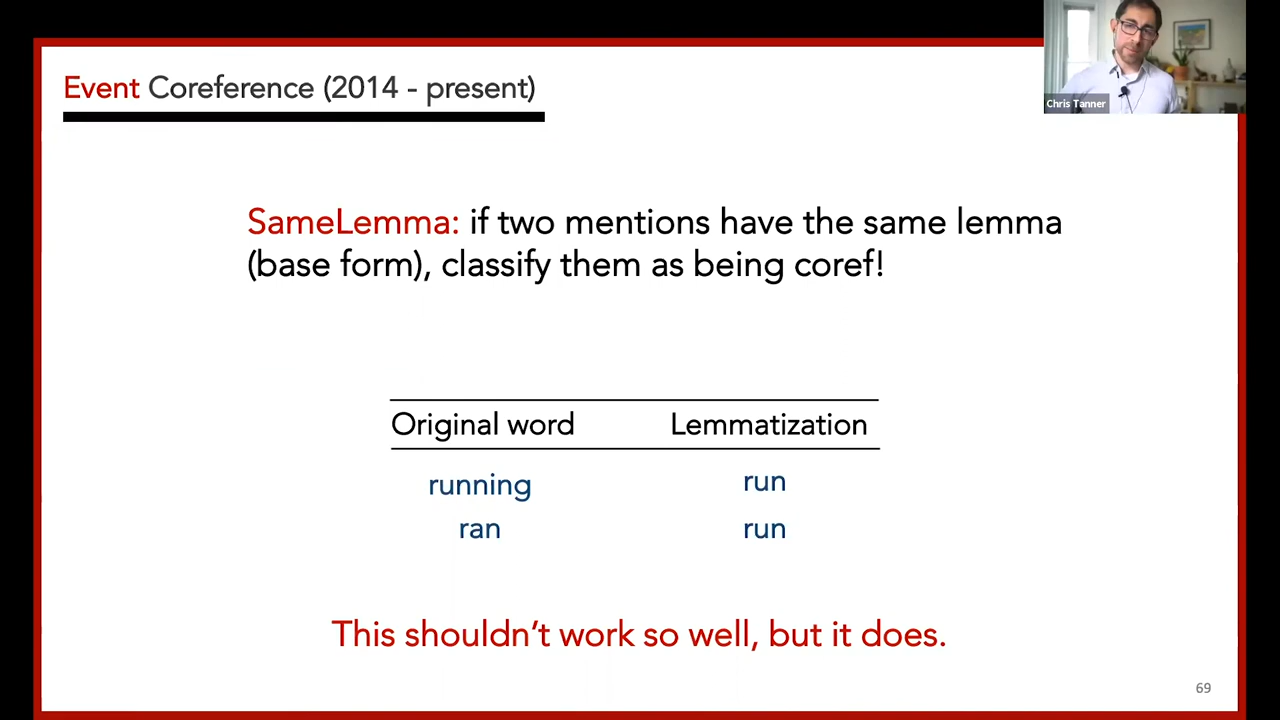 Event Coreference (2014 - present)
Chris Tanner
SameLemma: if two mentions have the same lemma
(base form), classify them as being coref!
Original word Lemmatization
running run
ran run
This shouldn't work so well, but it does.
69